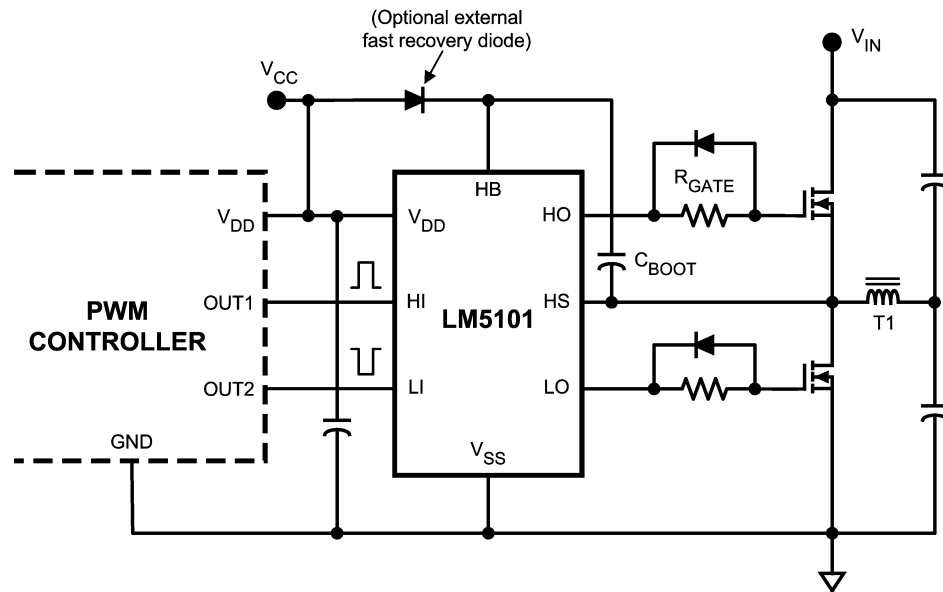 (Optional external
fast recovery diode)
VCC
VIN
HB
RGATE
VDD
VDD
HO
CBOOT
OUT1
HI
HS
PWM
CONTROLLER
LM5101
T1
OUT2
LI
LO
GND
VSS